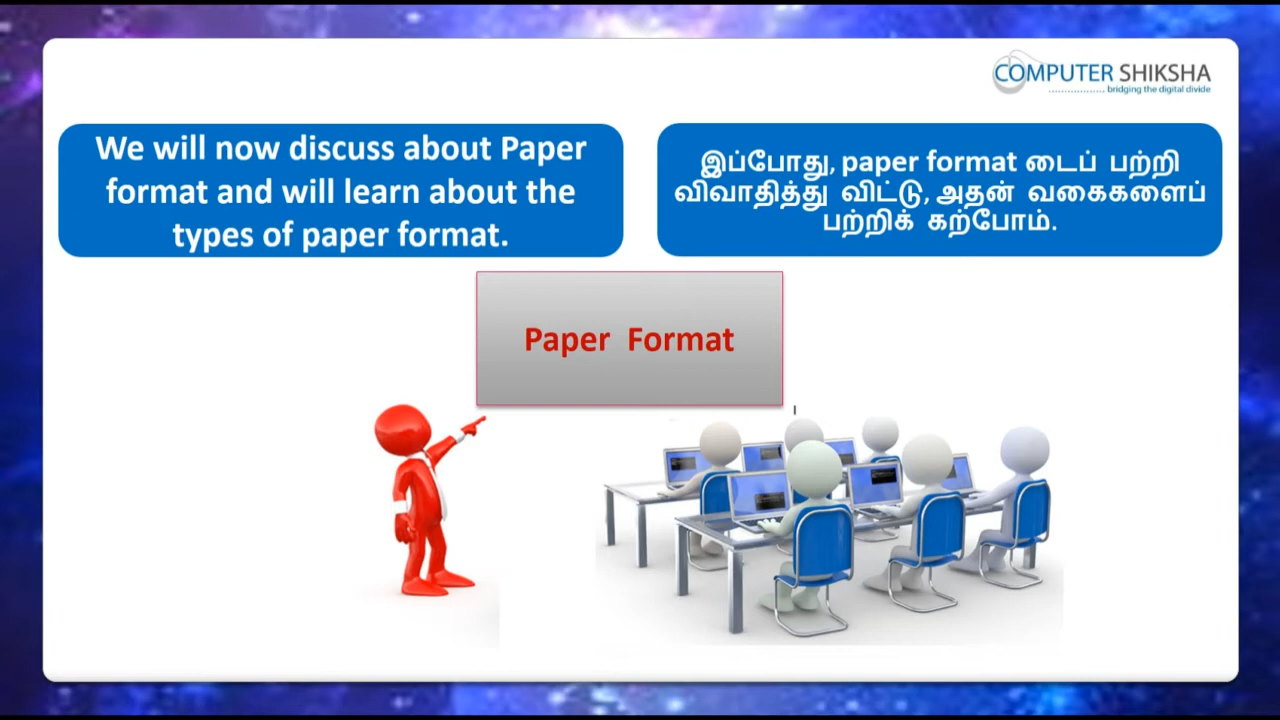 COMPUTER SHIKSHA
bridging the digital divide
We will now discuss about Paper
format and will learn about the
types of paper format.
இப்போது, paper format டைப் பற்றி
விவாதித்து விட்டு, அதன் வகைகளைப்
பற்றிக் கற்போம்.
Paper Format